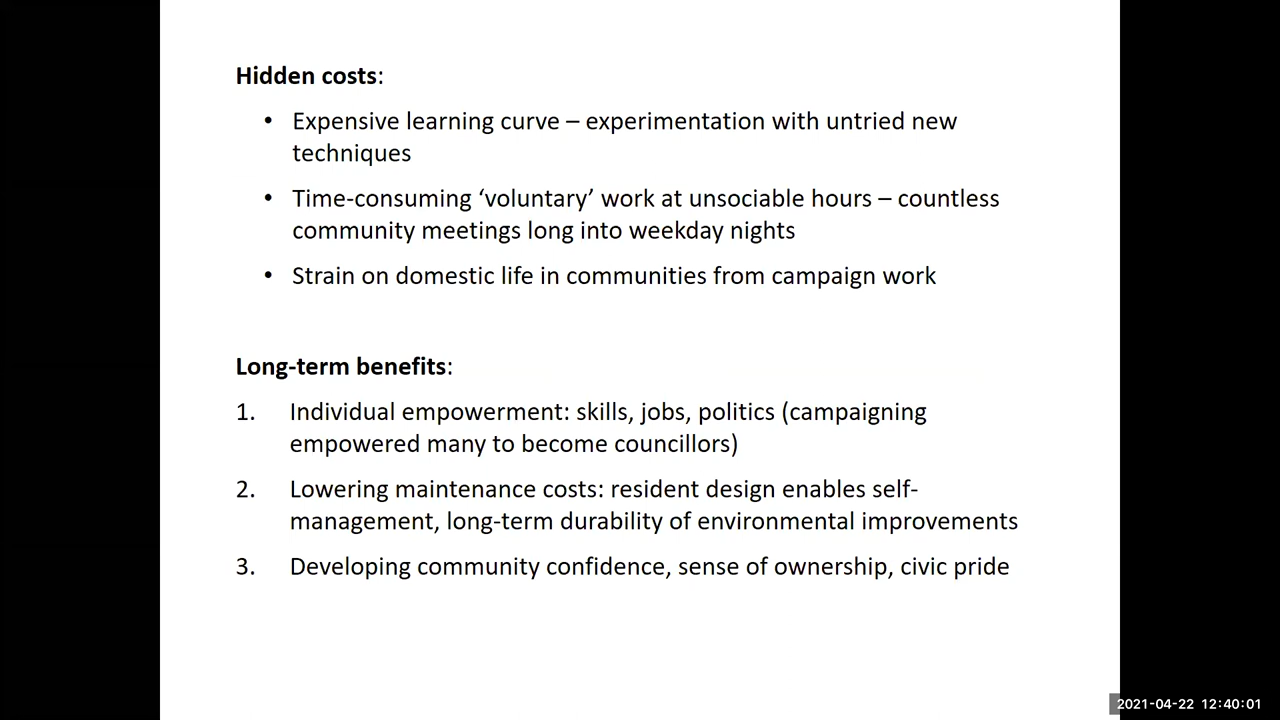 Hidden costs:
• Expensive learning curve – experimentation with untried new
techniques
• Time-consuming ‘voluntary’ work at unsociable hours – countless
community meetings long into weekday nights
• Strain on domestic life in communities from campaign work
Long-term benefits:
1. Individual empowerment: skills, jobs, politics (campaigning
empowered many to become councillors)
2. Lowering maintenance costs: resident design enables self-
management, long-term durability of environmental improvements
3. Developing community confidence, sense of ownership, civic pride
2021-04-22 12:40:01